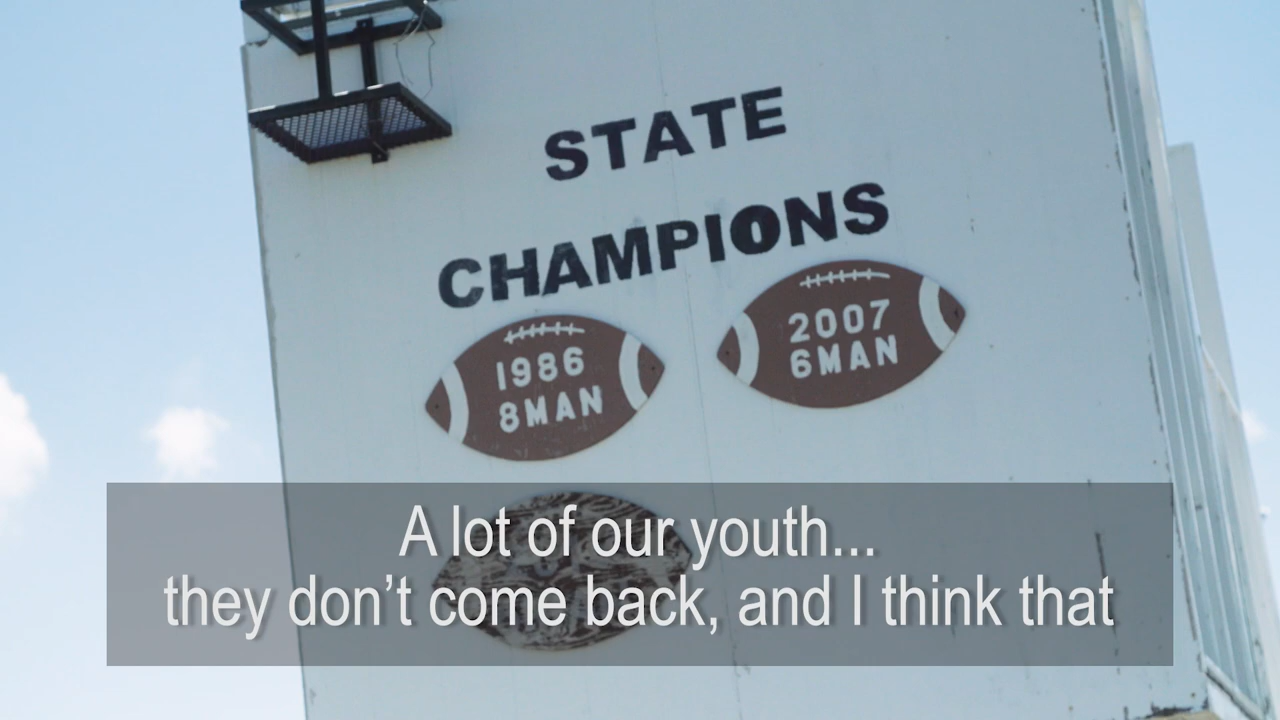 STATE
CHAMPIONS
1986
8MAN
2007
6MAN
A lot of our youth...
they don’t come back, and I think that